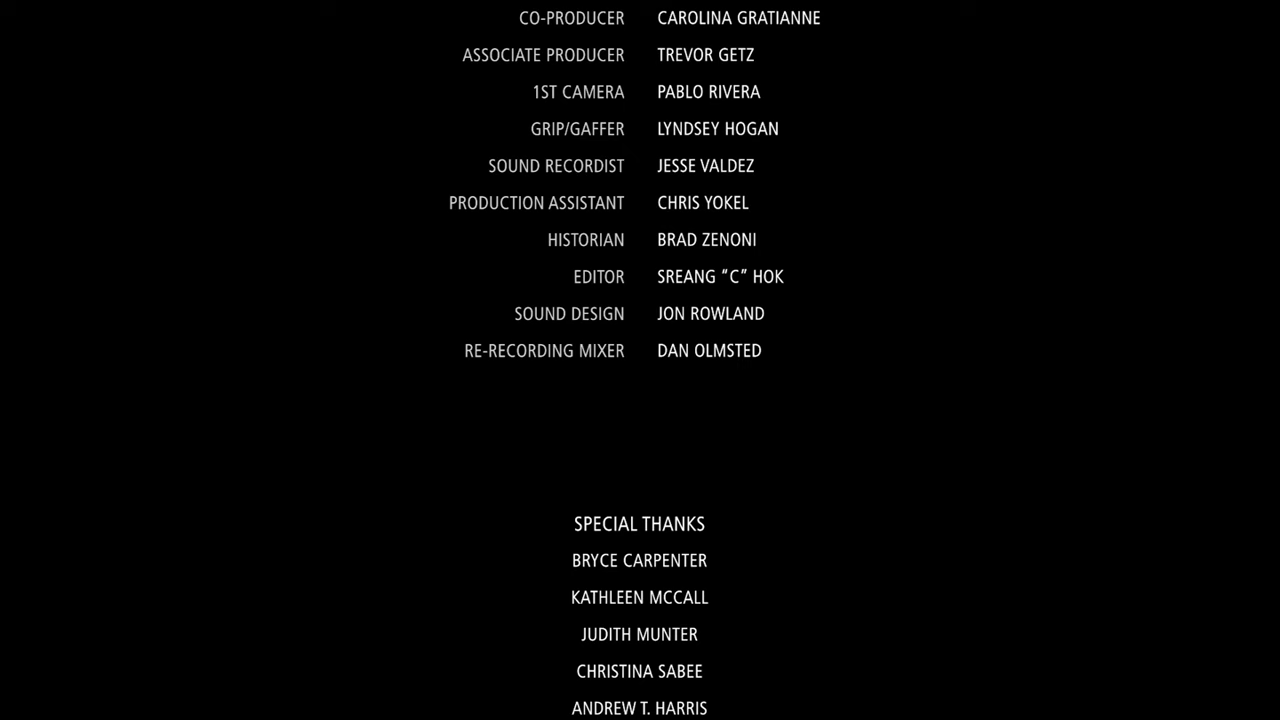 CO-PRODUCER CAROLINA GRATIANNE
ASSOCIATE PRODUCER TREVOR GETZ
1ST CAMERA PABLO RIVERA
GRIP/GAFFER LYNDSEY HOGAN
SOUND RECORDIST JESSE VALDEZ
PRODUCTION ASSISTANT CHRIS YOKEL
HISTORIAN BRAD ZENONI
EDITOR SREANG “C” HOK
SOUND DESIGN JON ROWLAND
RE-RECORDING MIXER DAN OLMSTED
SPECIAL THANKS
BRYCE CARPENTER
KATHLEEN MCCALL
JUDITH MUNTER
CHRISTINA SABEE
ANDREW T. HARRIS